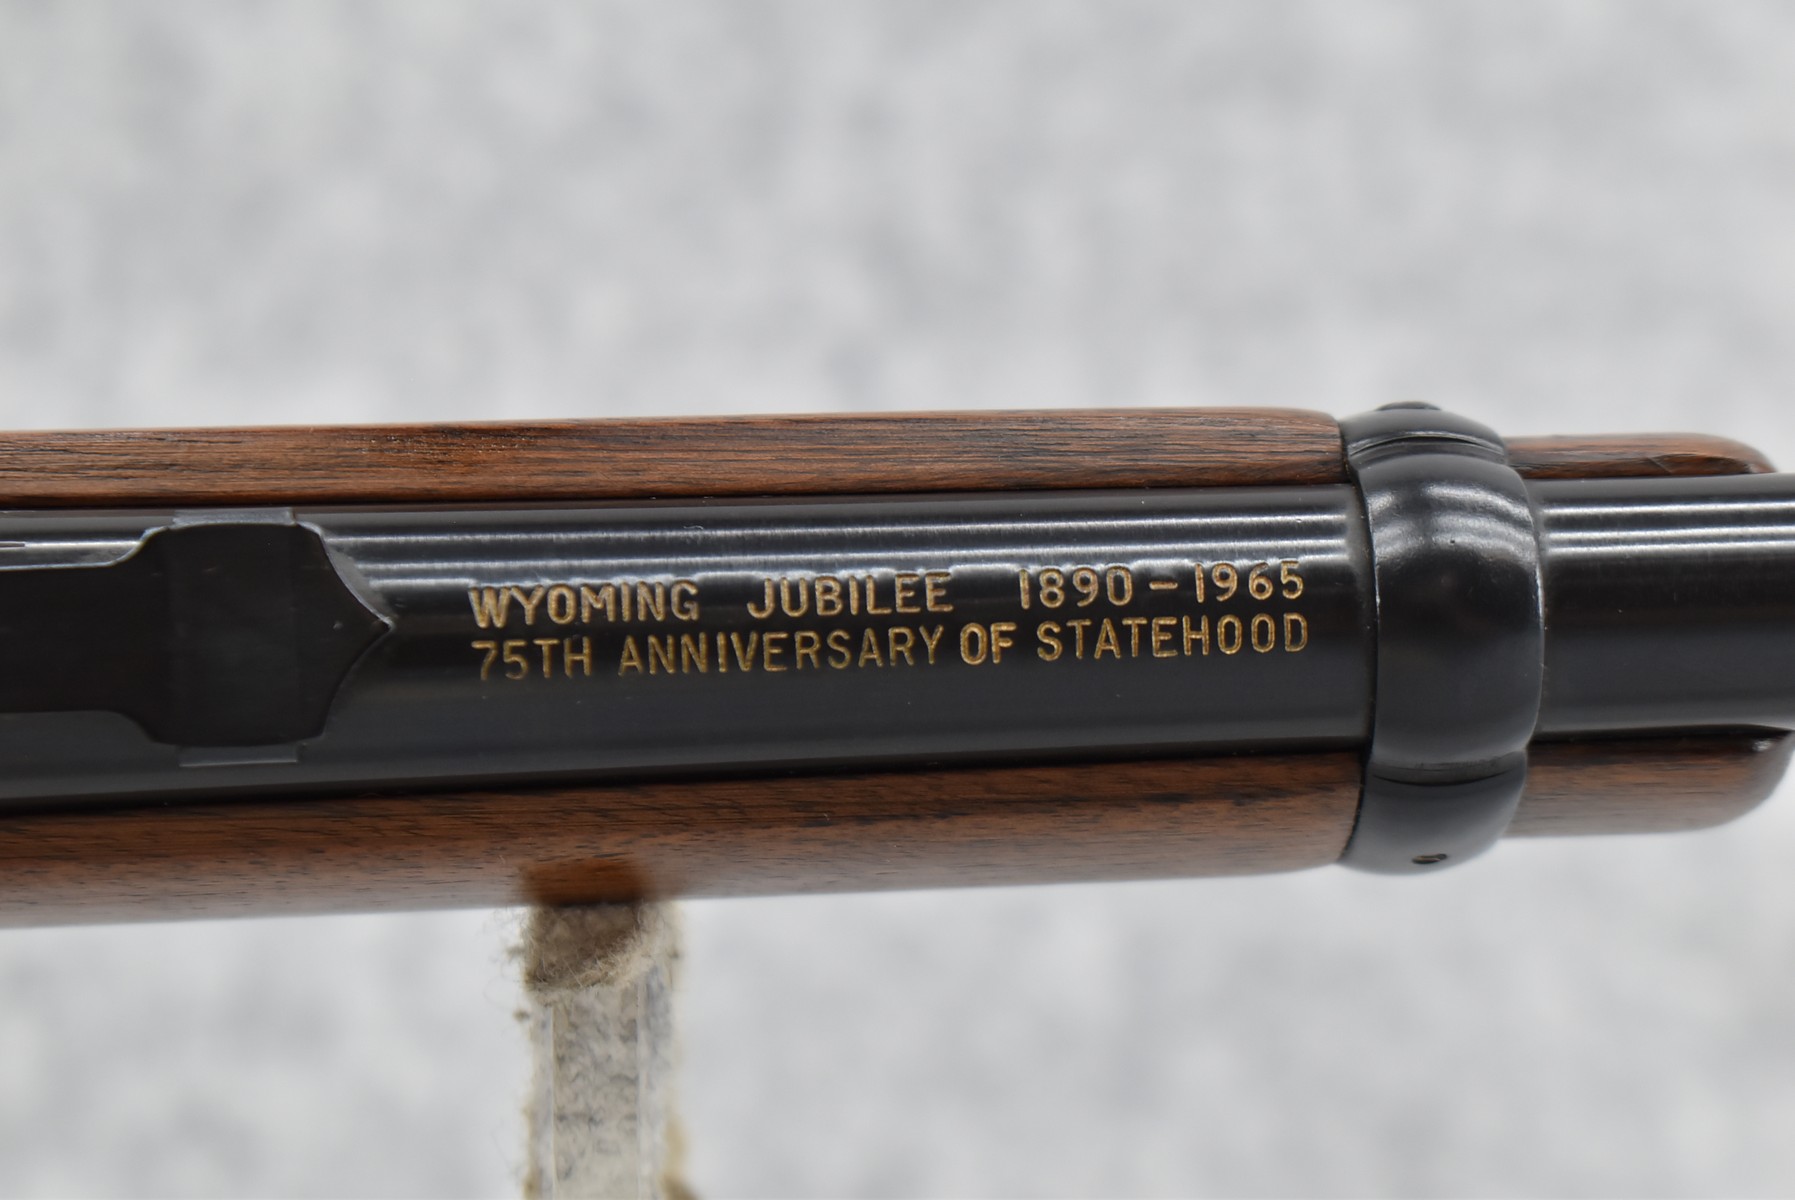 WYOMING JUBILEE 1890-1965
75TH ANNIVERSARY OF STATEHOOD